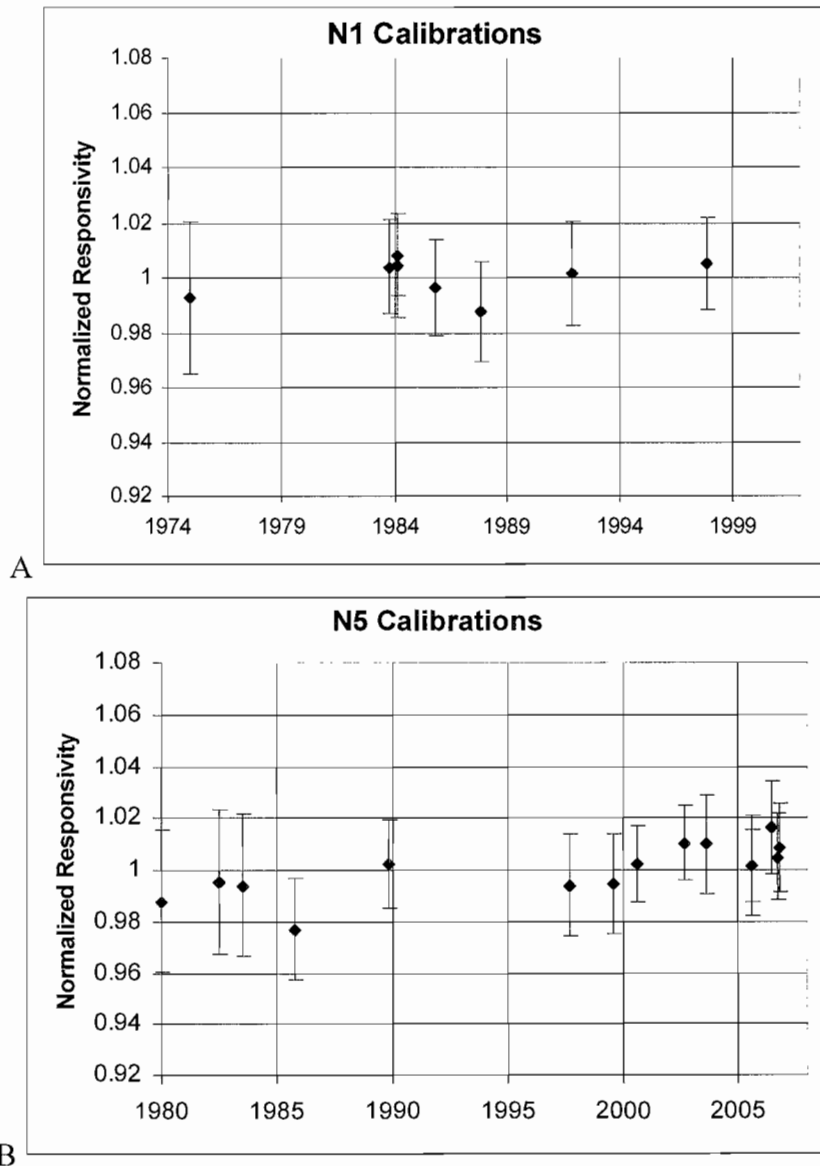 N1 Calibrations
Normalized Responsivity
1.08
1.06
1.04
1.02
1
0.98
0.96
0.94
0.92
1974 1979 1984 1989 1994 1999
A
N5 Calibrations
Normalized Responsivity
1.08
1.06
1.04
1.02
1
0.98
0.96
0.94
0.92
1980 1985 1990 1995 2000 2005
B